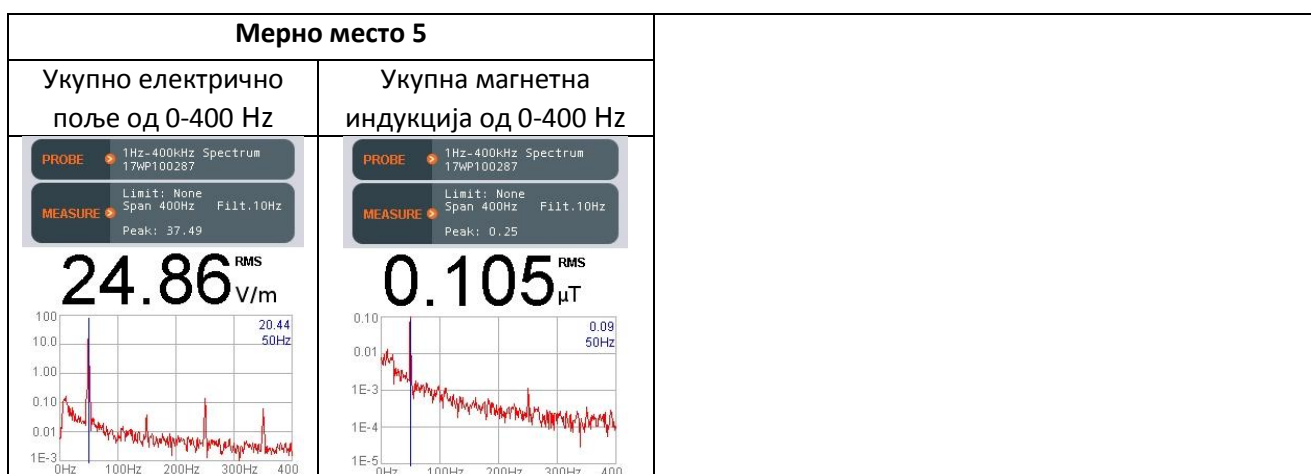 Мерно место 5
Укупно електрично
поље од 0-400 Hz
Укупна магнетна
индукција од 0-400 Hz
PROBE
1Hz-400kHz Spectrum
17WP100287
MEASURE
Limit: None
Span 400Hz Filt.10Hz
Peak: 37.49
24.86 RMS
V/m
100
10.0
1.00
0.10
0.01
1E-3
20.44
50Hz
0Hz 100Hz 200Hz 300Hz 400
PROBE
1Hz-400kHz Spectrum
17WP100287
MEASURE
Limit: None
Span 400Hz Filt.10Hz
Peak: 0.25
0.105 RMS
µT
0.10
0.01
1E-3
1E-4
1E-5
0.09
50Hz
0Hz 100Hz 200Hz 300Hz 400